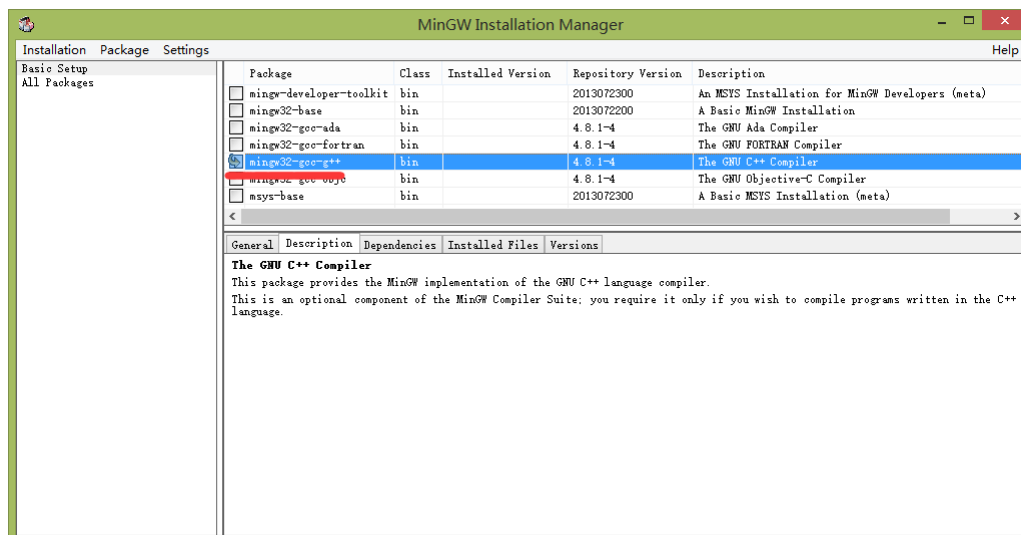 MinGW Installation Manager
Installation Package Settings Help
Basic Setup
All Packages
Package Class Installed Version Repository Version Description
mingw-developer-toolkit bin 2013072300 An MSYS Installation for MinGW Developers (meta)
mingw32-base bin 2013072200 A Basic MinGW Installation
mingw32-gcc-ada bin 4.8.1-4 The GNU Ada Compiler
mingw32-gcc-fortran bin 4.8.1-4 The GNU FORTRAN Compiler
mingw32-gcc-g++ bin 4.8.1-4 The GNU C++ Compiler
mingw32-gcc-objc bin 4.8.1-4 The GNU Objective-C Compiler
msys-base bin 2013072300 A Basic MSYS Installation (meta)
General Description Dependencies Installed Files Versions
The GNU C++ Compiler
This package provides the MinGW implementation of the GNU C++ language compiler.
This is an optional component of the MinGW Compiler Suite; you require it only if you wish to compile programs written in the C++
language.